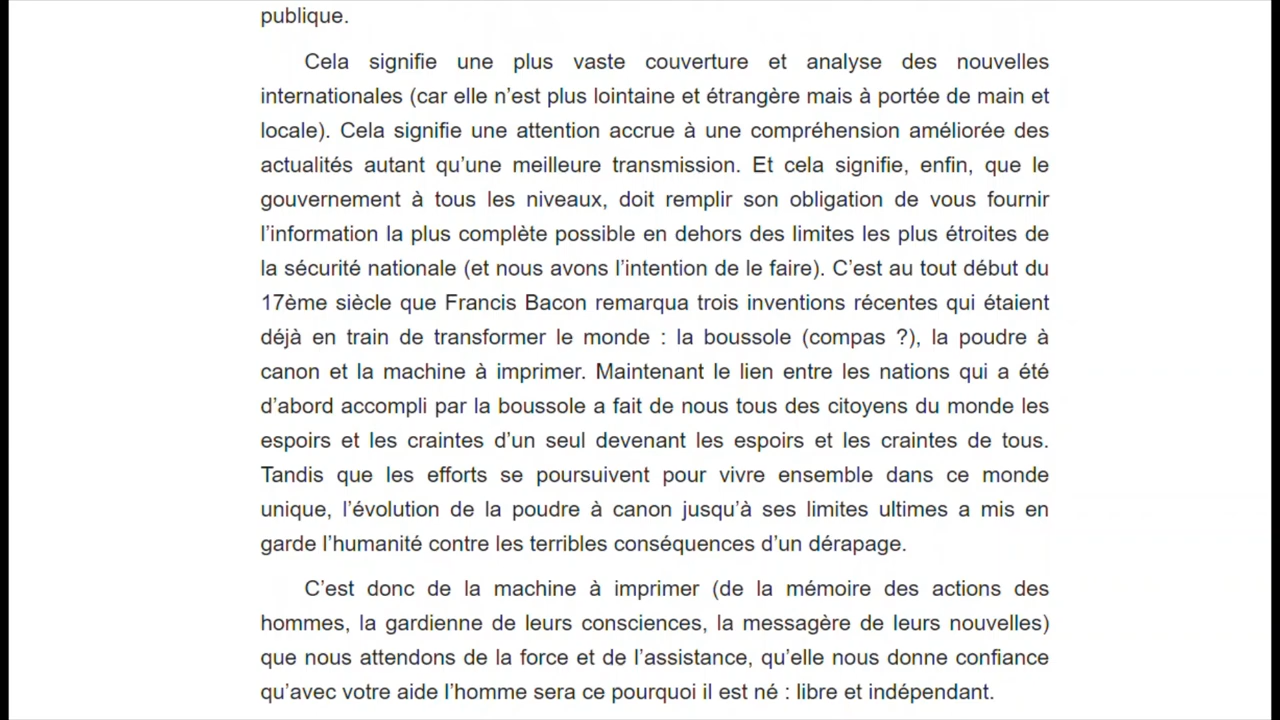 publique.
Cela signifie une plus vaste couverture et analyse des nouvelles
internationales (car elle n’est plus lointaine et étrangère mais à portée de main et
locale). Cela signifie une attention accrue à une compréhension améliorée des
actualités autant qu’une meilleure transmission. Et cela signifie, enfin, que le
gouvernement à tous les niveaux, doit remplir son obligation de vous fournir
l’information la plus complète possible en dehors des limites les plus étroites de
la sécurité nationale (et nous avons l’intention de le faire). C’est au tout début du
17ème siècle que Francis Bacon remarqua trois inventions récentes qui étaient
déjà en train de transformer le monde : la boussole (compas ?), la poudre à
canon et la machine à imprimer. Maintenant le lien entre les nations qui a été
d’abord accompli par la boussole a fait de nous tous des citoyens du monde les
espoirs et les craintes d’un seul devenant les espoirs et les craintes de tous.
Tandis que les efforts se poursuivent pour vivre ensemble dans ce monde
unique, l’évolution de la poudre à canon jusqu’à ses limites ultimes a mis en
garde l’humanité contre les terribles conséquences d’un dérapage.
C’est donc de la machine à imprimer (de la mémoire des actions des
hommes, la gardienne de leurs consciences, la messagère de leurs nouvelles)
que nous attendons de la force et de l’assistance, qu’elle nous donne confiance
qu’avec votre aide l’homme sera ce pourquoi il est né : libre et indépendant.